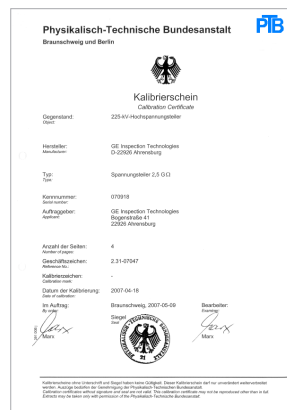 Physikalisch-Technische Bundesanstalt
PTB
Braunschweig und Berlin
Kalibrierschein
Calibration Certificate
Gegenstand: 225-kV-Hochspannungsteiler
Object:
Hersteller: GE Inspection Technologies
Manufacturer: D-22926 Ahrensburg
Typ: Spannungsteiler 2,5 GΩ
Type:
Kennnummer: 070918
Serial number:
Auftraggeber: GE Inspection Technologies
Applicant: Bogenstraße 41
22926 Ahrensburg
Anzahl der Seiten: 4
Number of pages:
Geschäftszeichen: 2.31-07047
Reference No.:
Kalibrierzeichen: -
Calibration mark:
Datum der Kalibrierung: 2007-04-18
Date of calibration:
Im Auftrag: Braunschweig, 2007-05-09 Bearbeiter:
By order: Examiner:
Siegel
Seal
Marx Marx
Kalibrierscheine ohne Unterschrift und Siegel haben keine Gültigkeit. Dieser Kalibrierschein darf nur unverändert weiterverbreitet
werden. Auszüge bedürfen der Genehmigung der Physikalisch-Technischen Bundesanstalt.
Calibration certificates without signature and seal are not valid. This calibration certificate may not be reproduced other than in full.
Extracts may be taken only with permission of the Physikalisch-Technische Bundesanstalt.